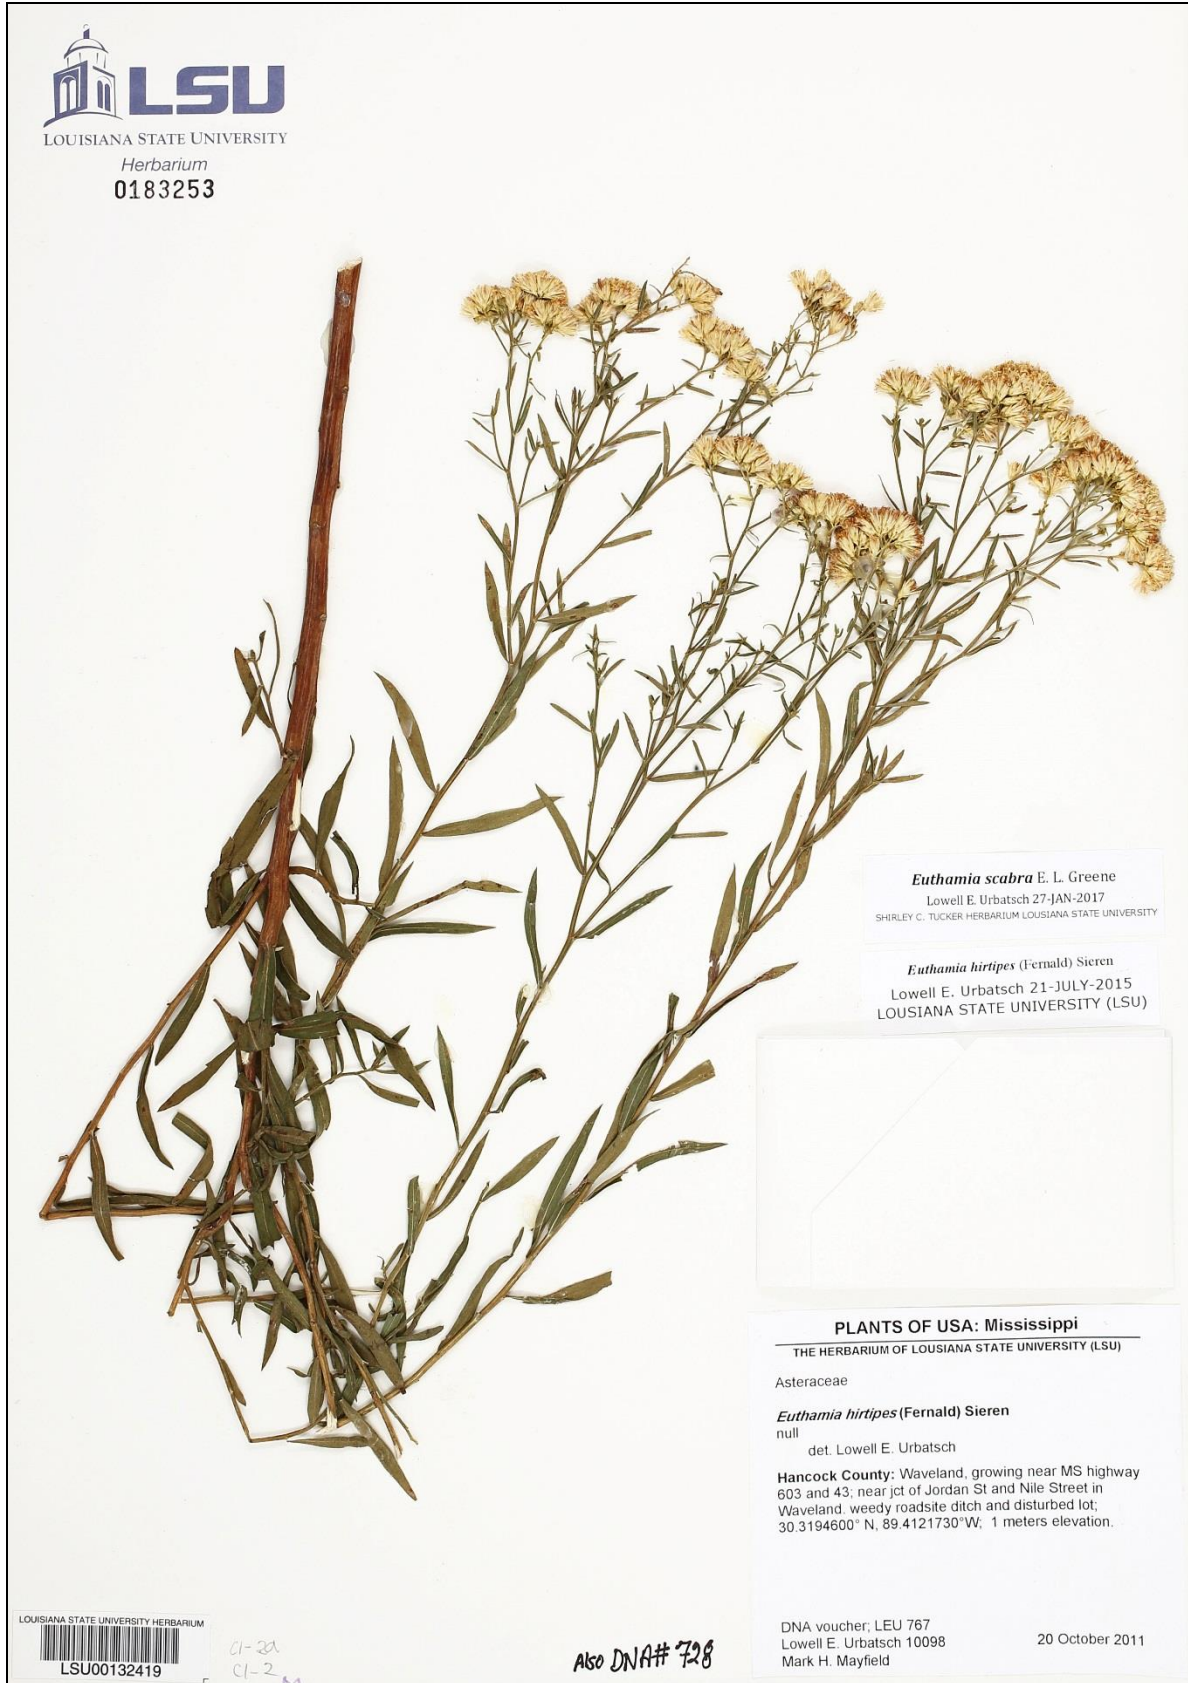 LSU
LOUISIANA STATE UNIVERSITY
Herbarium
0183253
Euthamia scabra E. L. Greene
Lowell E. Urbatsch 27-JAN-2017
SHIRLEY C. TUCKER HERBARIUM LOUSIANA STATE UNIVERSITY
Euthamia hirtipes (Fernald) Sieren
Lowell E. Urbatsch 21-JULY-2015
LOUSIANA STATE UNIVERSITY (LSU)
PLANTS OF USA: Mississippi
THE HERBARIUM OF LOUSIANA STATE UNIVERSITY (LSU)
Asteraceae
Euthamia hirtipes (Fernald) Sieren
null
det. Lowell E. Urbatsch
Hancock County: Waveland, growing near MS highway
603 and 43; near jct of Jordan St and Nile Street in
Waveland. weedy roadsite ditch and disturbed lot;
30.3194600° N, 89.4121730°W; 1 meters elevation.
DNA voucher; LEU 767
Lowell E. Urbatsch 10098
20 October 2011
Mark H. Mayfield
LOUISIANA STATE UNIVERSITY HERBARIUM
LSU00132419
Cl-2a
Cl-2
Also DNA# 728